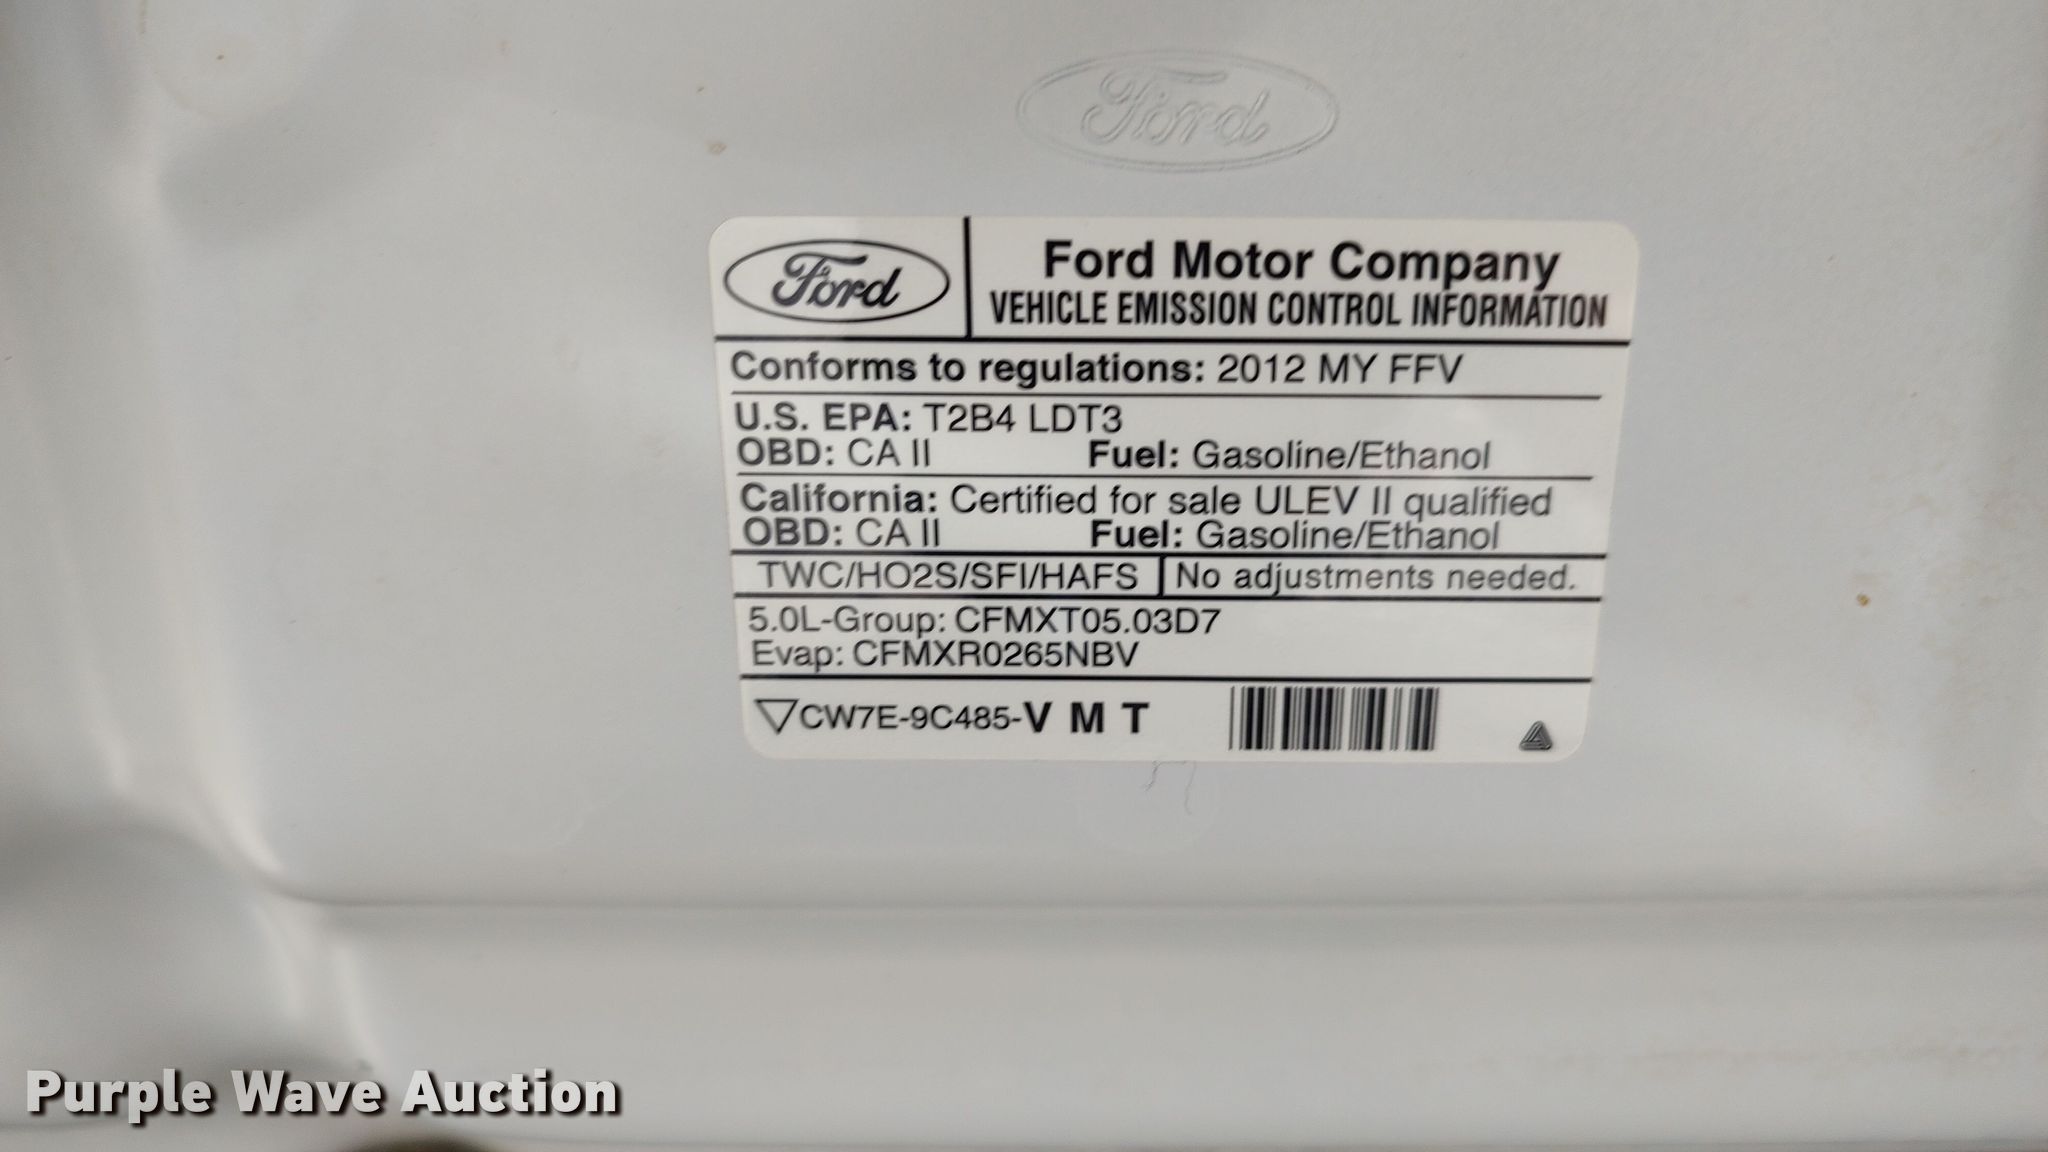 Ford
Ford
Ford Motor Company
VEHICLE EMISSION CONTROL INFORMATION
Conforms to regulations: 2012 MY FFV
U.S. EPA: T2B4 LDT3
OBD: CA II Fuel: Gasoline/Ethanol
California: Certified for sale ULEV II qualified
OBD: CA II Fuel: Gasoline/Ethanol
TWC/HO2S/SFI/HAFS No adjustments needed.
5.0L-Group: CFMXT05.03D7
Evap: CFMXR0265NBV
CW7E-9C485-V M T
Purple Wave Auction